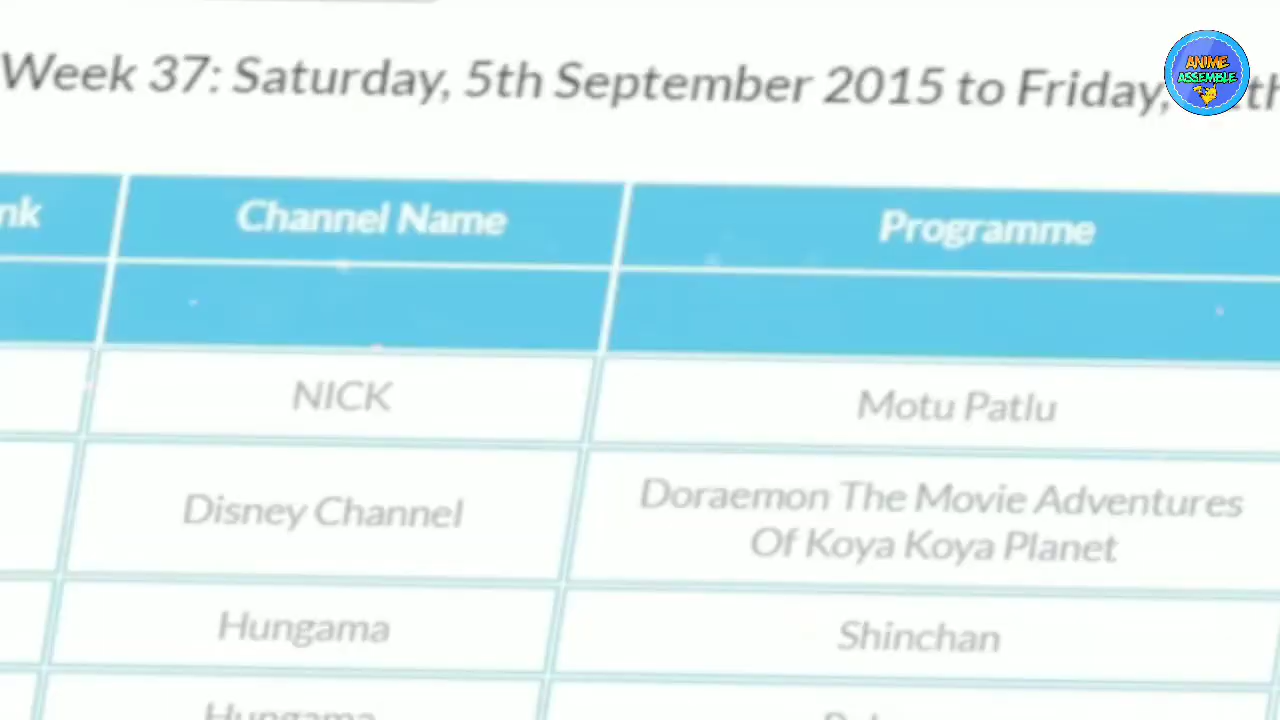 Week 37: Saturday, 5th September 2015 to Friday,
ANIME
ASSEMBLE
Channel Name
Programme
NICK
Motu Patlu
Disney Channel
Doraemon The Movie Adventures
Of Koya Koya Planet
Hungama
Shinchan
Hungama